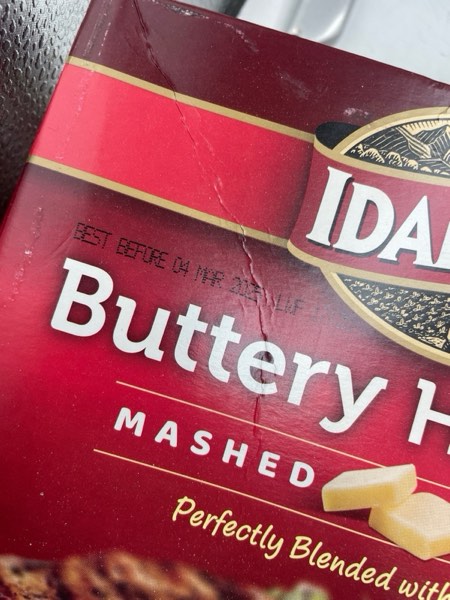 IDA
BEST BEFORE 04 MAR
Buttery H
MASHED
Perfectly Blended with